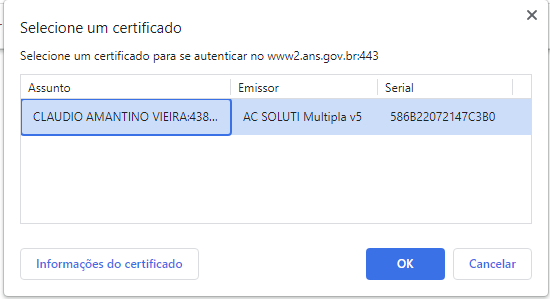 Selecione um certificado
Selecione um certificado para se autenticar no www2.ans.gov.br:443
Assunto Emissor Serial
CLAUDIO AMANTINO VIEIRA:438... AC SOLUTI Multipla v5 586B22072147C3B0
Informações do certificado OK Cancelar